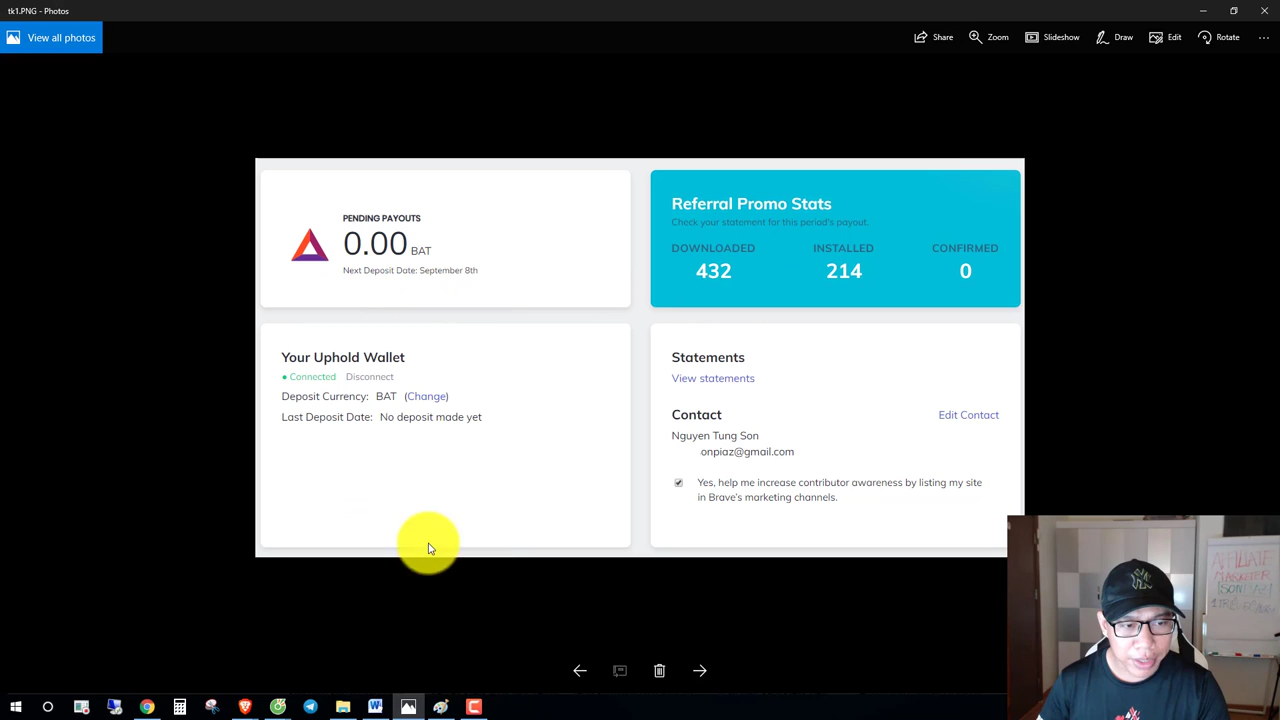 tk1.PNG - Photos
View all photos
Share
Zoom
Slideshow
Draw
Edit
Rotate
PENDING PAYOUTS
0.00 BAT
Next Deposit Date: September 8th
Referral Promo Stats
Check your statement for this period's payout.
DOWNLOADED INSTALLED CONFIRMED
432 214 0
Your Uphold Wallet
Connected Disconnect
Deposit Currency: BAT (Change)
Last Deposit Date: No deposit made yet
Statements
View statements
Contact
Edit Contact
Nguyen Tung Son
onpiaz@gmail.com
Yes, help me increase contributor awareness by listing my site
in Brave's marketing channels.
AFFILIATE
MARKETER